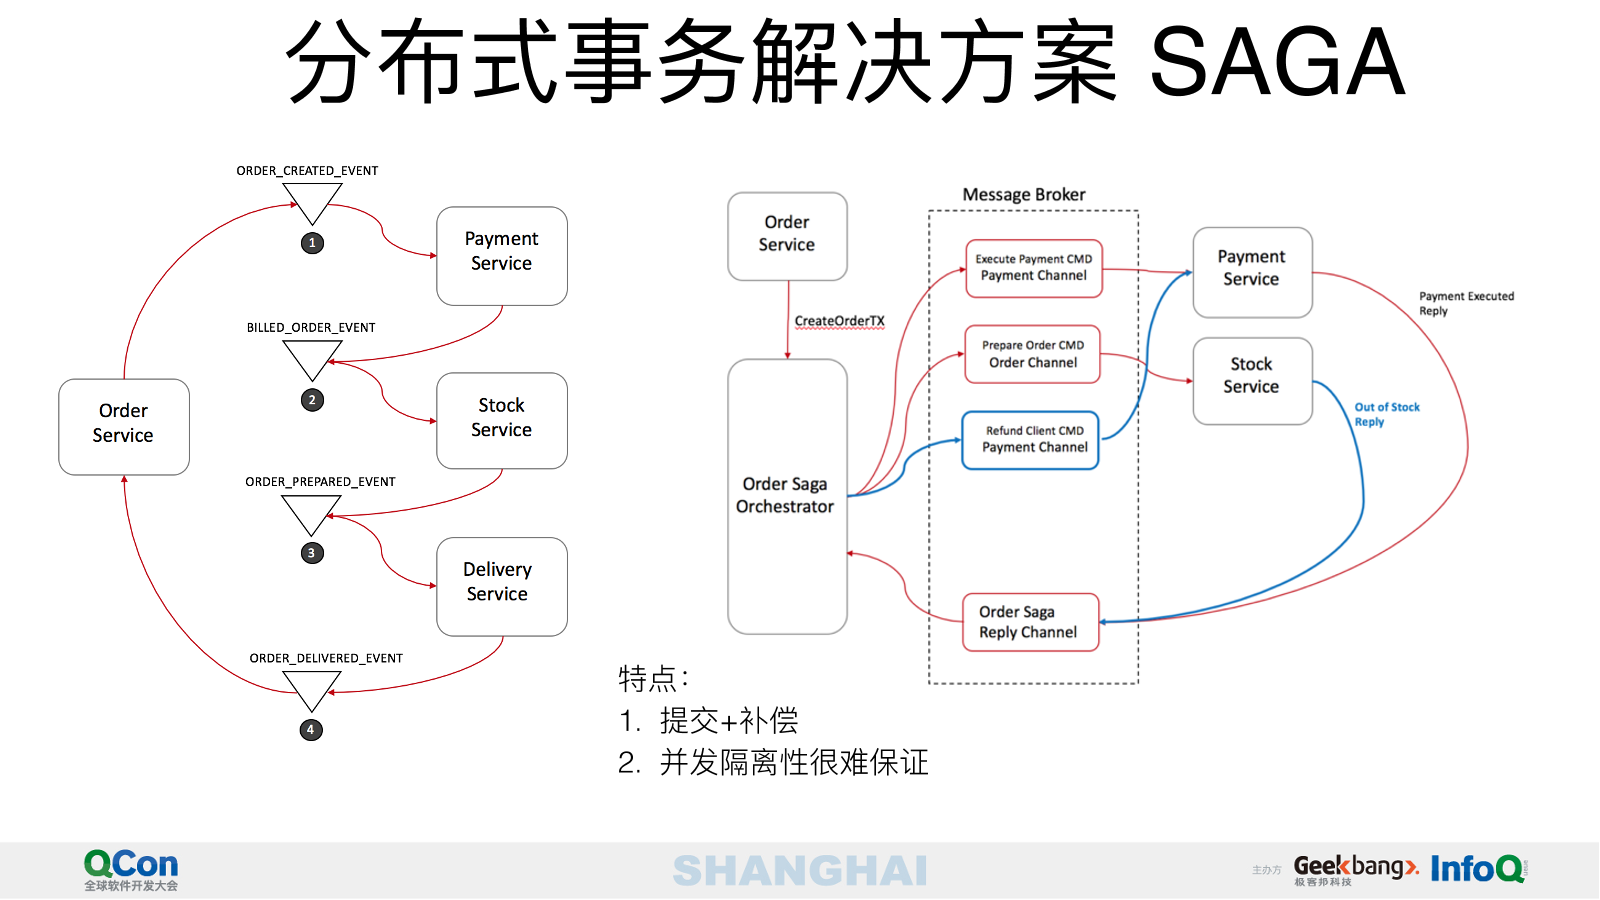 分布式事务解决方案 SAGA
ORDER_CREATED_EVENT
1
Payment
Service
BILLED_ORDER_EVENT
2
Order
Service
Stock
Service
ORDER_PREPARED_EVENT
3
Delivery
Service
ORDER_DELIVERED_EVENT
4
Message Broker
Order
Service
CreateOrderTX
Order Saga
Orchestrator
Execute Payment CMD
Payment Channel
Prepare Order CMD
Order Channel
Refund Client CMD
Payment Channel
Order Saga
Reply Channel
Payment
Service
Stock
Service
Payment Executed
Reply
Out of Stock
Reply
特点：
1. 提交+补偿
2. 并发隔离性很难保证
QCon
全球软件开发大会
SHANGHAI
主办方
Geekbang>.
极客邦科技
InfoQ